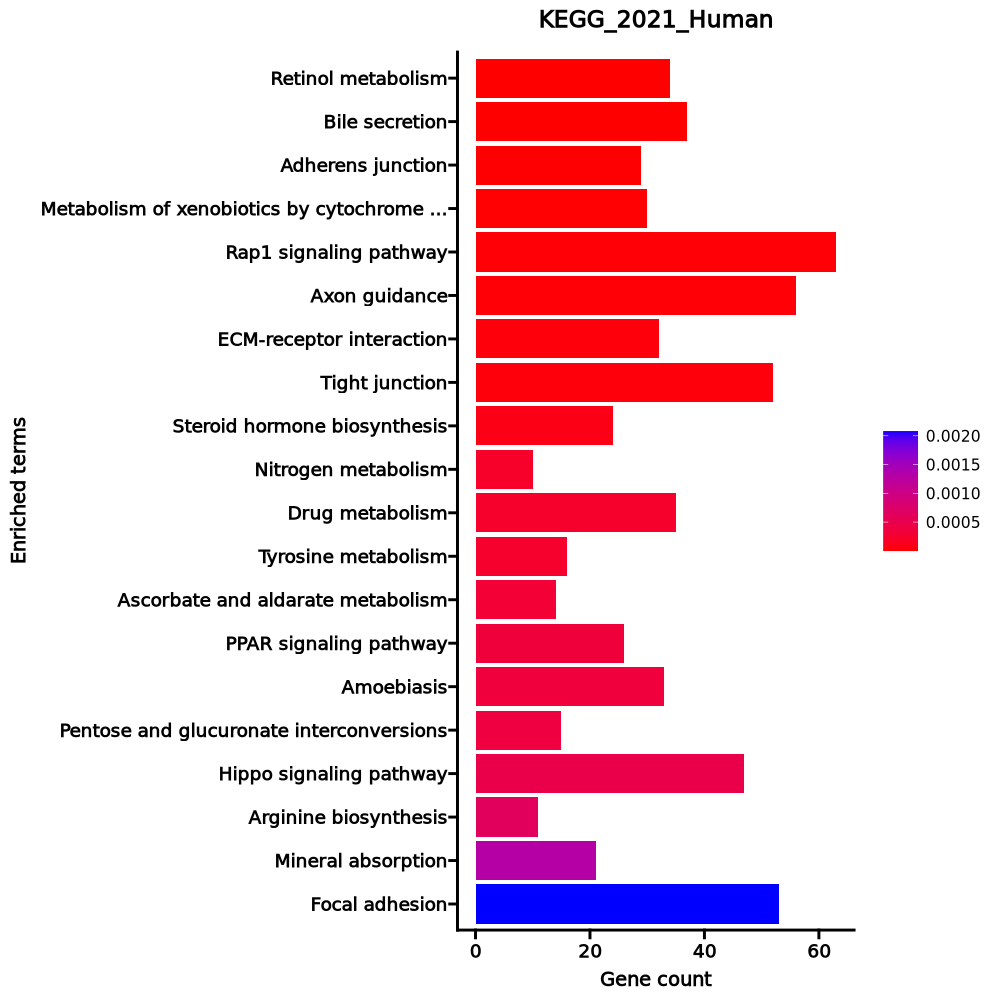 KEGG_2021_Human
Retinol metabolism
Bile secretion
Adherens junction
Metabolism of xenobiotics by cytochrome ...
Rap1 signaling pathway
Axon guidance
ECM-receptor interaction
Tight junction
Steroid hormone biosynthesis
Nitrogen metabolism
Drug metabolism
Tyrosine metabolism
Ascorbate and aldarate metabolism
PPAR signaling pathway
Amoebiasis
Pentose and glucuronate interconversions
Hippo signaling pathway
Arginine biosynthesis
Mineral absorption
Focal adhesion
Enriched terms
0 20 40 60
Gene count
0.0020
0.0015
0.0010
0.0005